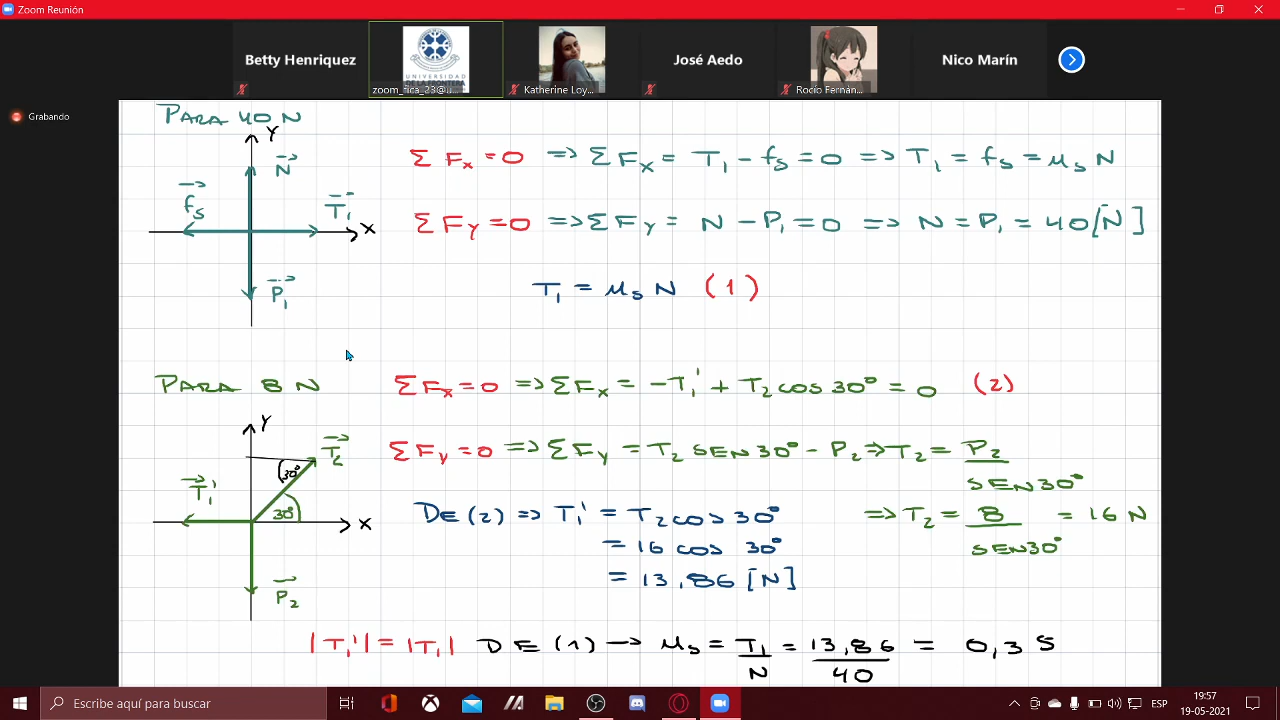 Zoom Reunión
Betty Henriquez
UNIVERSIDAD
DE LA FRONTERA
zoom_fica_33@u...
Katherine Loy...
José Aedo
Rocío Fernán...
Nico Marín
Grabando
PARA 40 N
Y
N
fs
T₁
X
P₁
ΣFx = 0 => ΣFx = T₁ - fs = 0 => T₁ = fs = μs N
ΣFy = 0 => ΣFy = N - P₁ = 0 => N = P₁ = 40 [N]
T₁ = μs N (1)
PARA 8 N
Y
T₂
30°
T₁'
30°
X
P₂
ΣFx = 0 => ΣFx = -T₁' + T₂ cos 30° = 0 (2)
ΣFy = 0 => ΣFy = T₂ SEN 30° - P₂ => T₂ = P₂ / SEN 30°
DE (2) => T₁' = T₂ cos 30°
= 16 cos 30°
= 13,86 [N]
=> T₂ = 8 / SEN 30° = 16 N
|T₁'| = |T₁| DE (1) → μs = T₁ / N = 13,86 / 40 = 0,35
Escribe aquí para buscar
ESP
19:57
19-05-2021